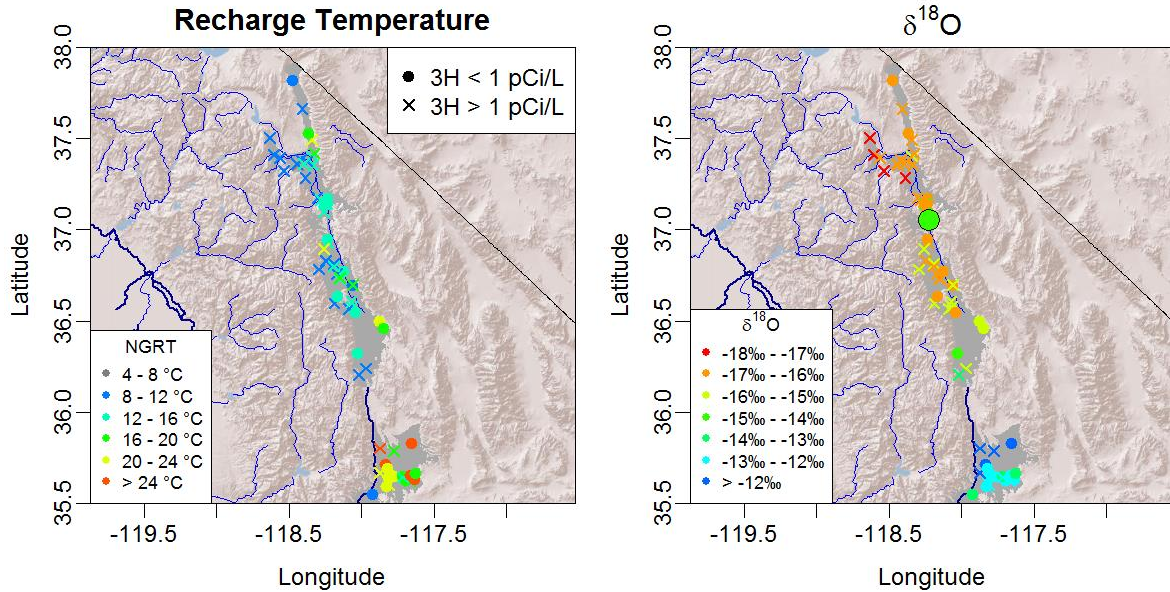 Recharge Temperature
38.0
37.5
37.0
36.5
36.0
35.5
Latitude
3H < 1 pCi/L
3H > 1 pCi/L
NGRT
4 - 8 °C
8 - 12 °C
12 - 16 °C
16 - 20 °C
20 - 24 °C
> 24 °C
-119.5
-118.5
-117.5
Longitude
δ¹⁸O
38.0
37.5
37.0
36.5
36.0
35.5
Latitude
δ¹⁸O
-18‰ - -17‰
-17‰ - -16‰
-16‰ - -15‰
-15‰ - -14‰
-14‰ - -13‰
-13‰ - -12‰
> -12‰
-119.5
-118.5
-117.5
Longitude